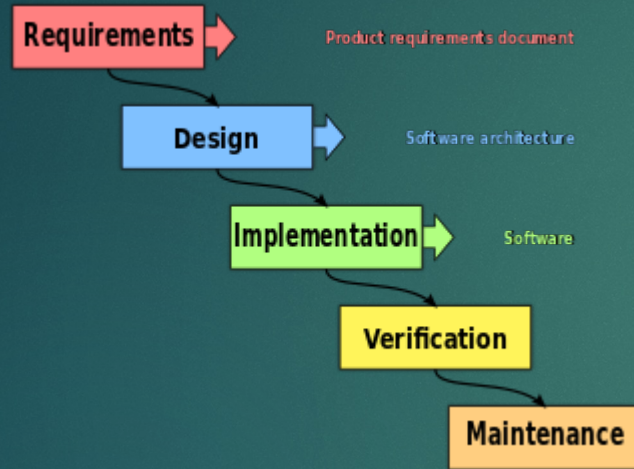 Requirements
Product requirements document
Design
Software architecture
Implementation
Software
Verification
Maintenance